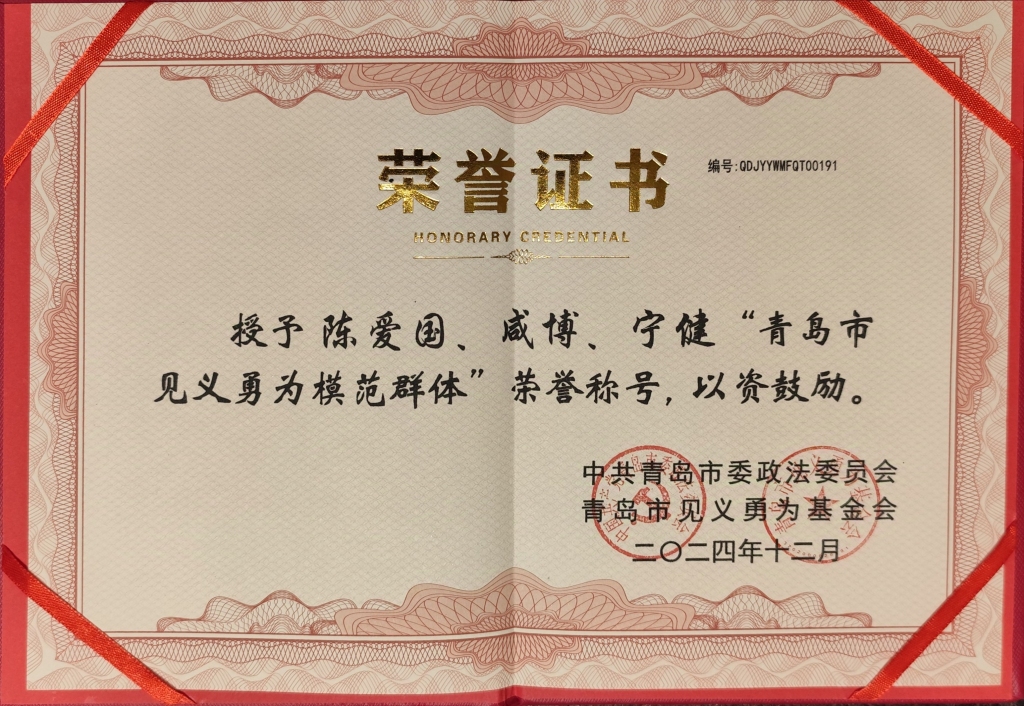 荣誉证书
编号:QDJYYWMFQT00191
HONORARY CREDENTIAL
授予陈爱国、咸博、宁健“青岛市
见义勇为模范群体”荣誉称号,以资鼓励。
中共青岛市委政法委员会
青岛市见义勇为基金会
二〇二四年十二月